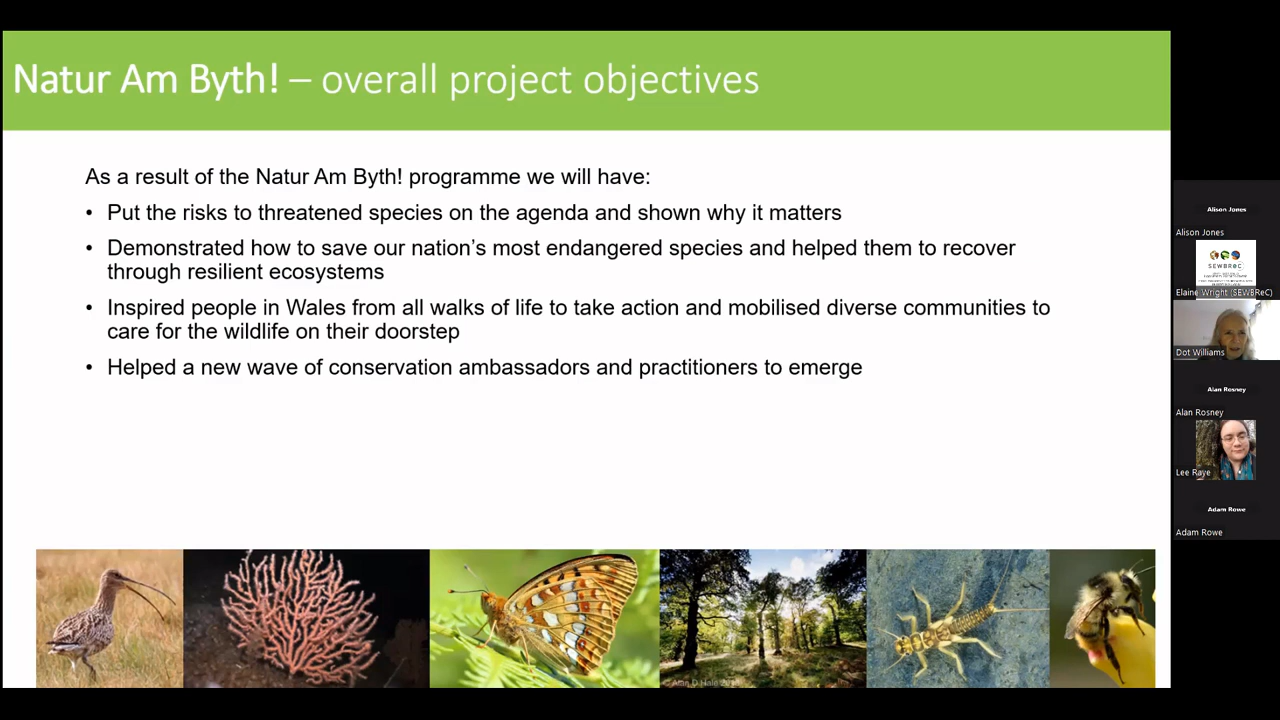 Natur Am Byth! – overall project objectives
As a result of the Natur Am Byth! programme we will have:
• Put the risks to threatened species on the agenda and shown why it matters
• Demonstrated how to save our nation’s most endangered species and helped them to recover
through resilient ecosystems
• Inspired people in Wales from all walks of life to take action and mobilised diverse communities to
care for the wildlife on their doorstep
• Helped a new wave of conservation ambassadors and practitioners to emerge
Alison Jones
Alison Jones
SEWBReC
Elaine Wright (SEWBReC)
Dot Williams
Alan Rosney
Alan Rosney
Lee Raye
Adam Rowe
Adam Rowe
© Alan D Hale